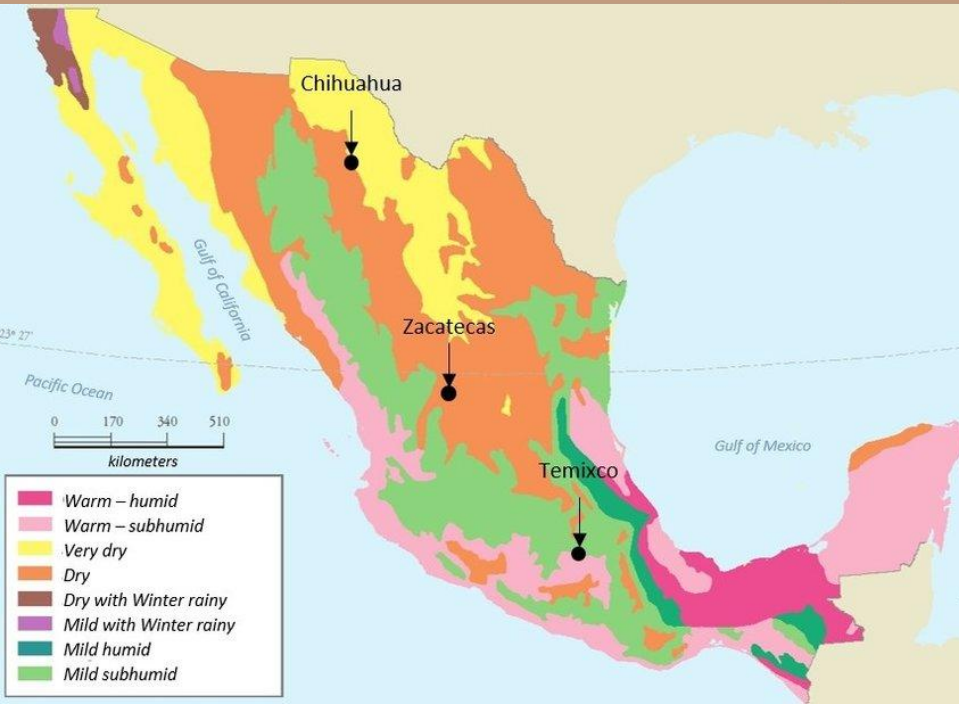 Chihuahua
Gulf of California
Zacatecas
23° 27'
Pacific Ocean
0 170 340 510
kilometers
Gulf of Mexico
Temixco
Warm – humid
Warm – subhumid
Very dry
Dry
Dry with Winter rainy
Mild with Winter rainy
Mild humid
Mild subhumid